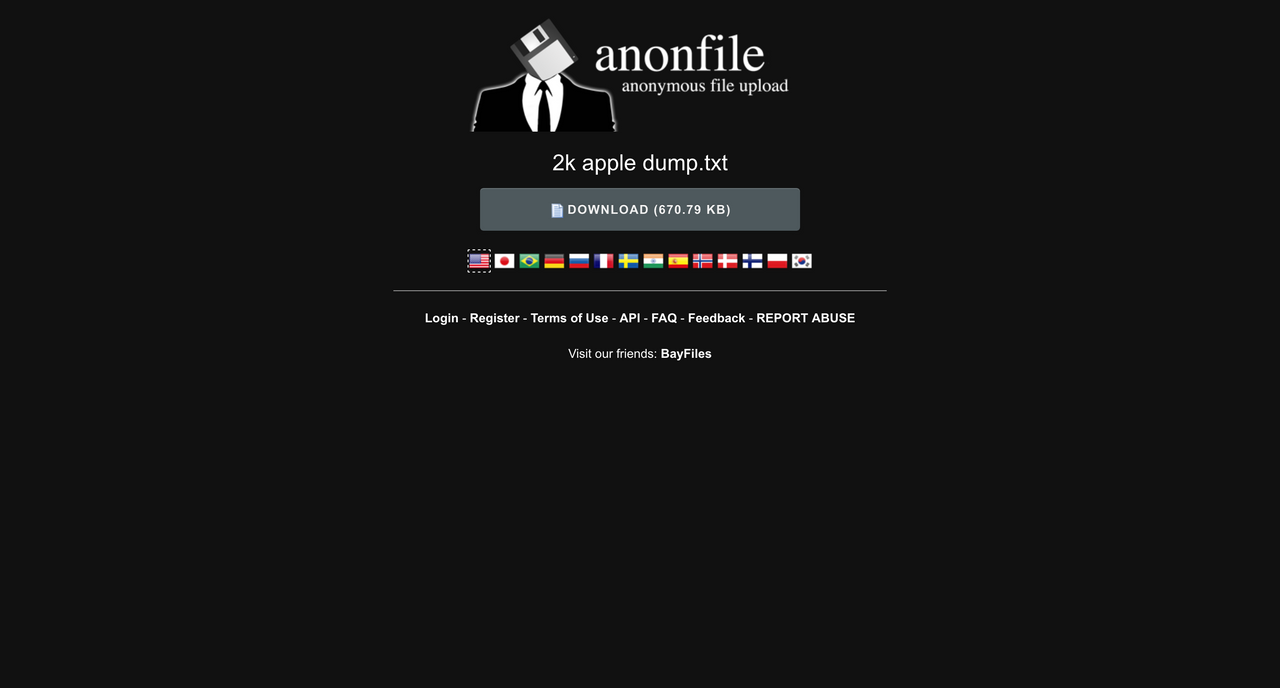 anonfile
anonymous file upload
2k apple dump.txt
DOWNLOAD (670.79 KB)
Login - Register - Terms of Use - API - FAQ - Feedback - REPORT ABUSE
Visit our friends: BayFiles